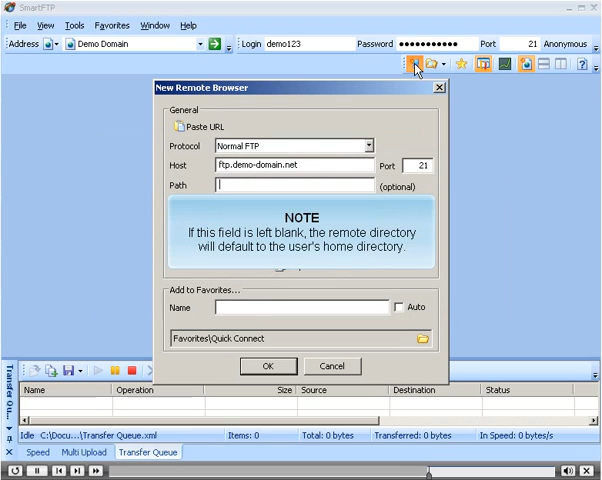 SmartFTP
File View Tools Favorites Window Help
Address Demo Domain Login demo123 Password ●●●●●●●●●●● Port 21 Anonymous
New Remote Browser
General
Paste URL
Protocol Normal FTP
Host ftp.demo-domain.net Port 21
Path (optional)
NOTE
If this field is left blank, the remote directory
will default to the user's home directory.
Add to Favorites...
Name Auto
Favorites\Quick Connect
OK Cancel
Transfer Qu...
Name Operation Size Source Destination Status
Idle C:\Docu...\Transfer Queue.xml Items: 0 Total: 0 bytes Transferred: 0 bytes In Speed: 0 bytes/s
Speed Multi Upload Transfer Queue